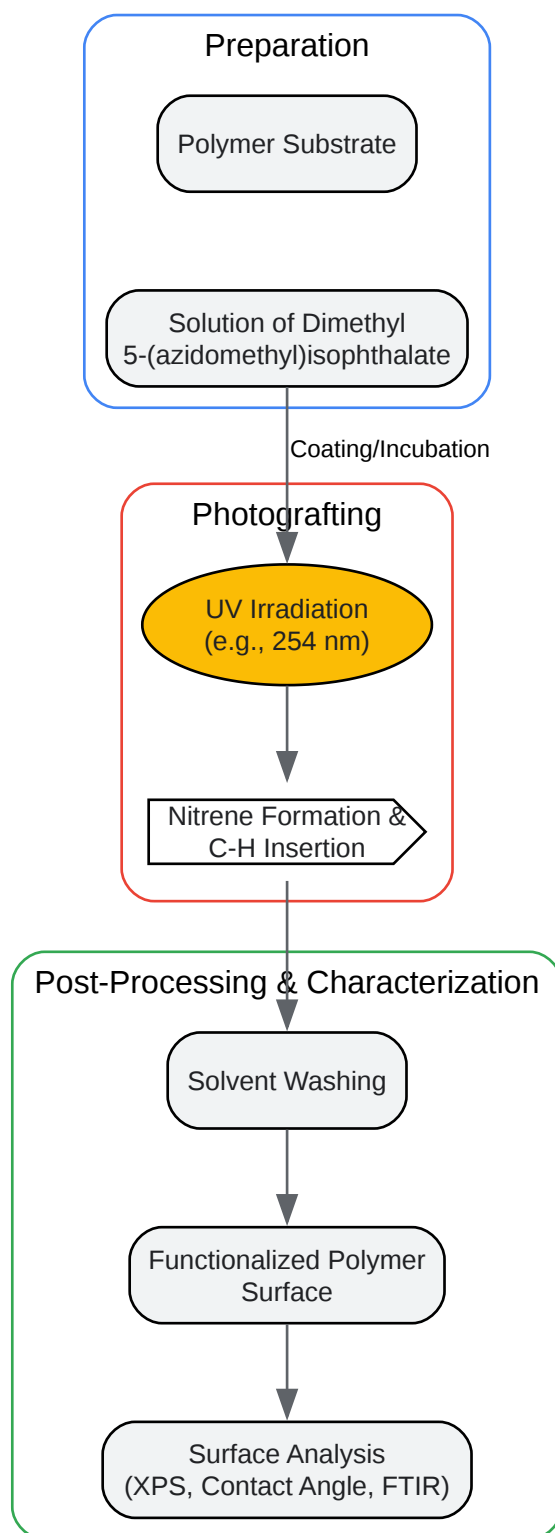 Preparation
Polymer Substrate
Solution of Dimethyl
5-(azidomethyl)isophthalate
Coating/Incubation
Photografting
UV Irradiation
(e.g., 254 nm)
Nitrene Formation &
C-H Insertion
Post-Processing & Characterization
Solvent Washing
Functionalized Polymer
Surface
Surface Analysis
(XPS, Contact Angle, FTIR)